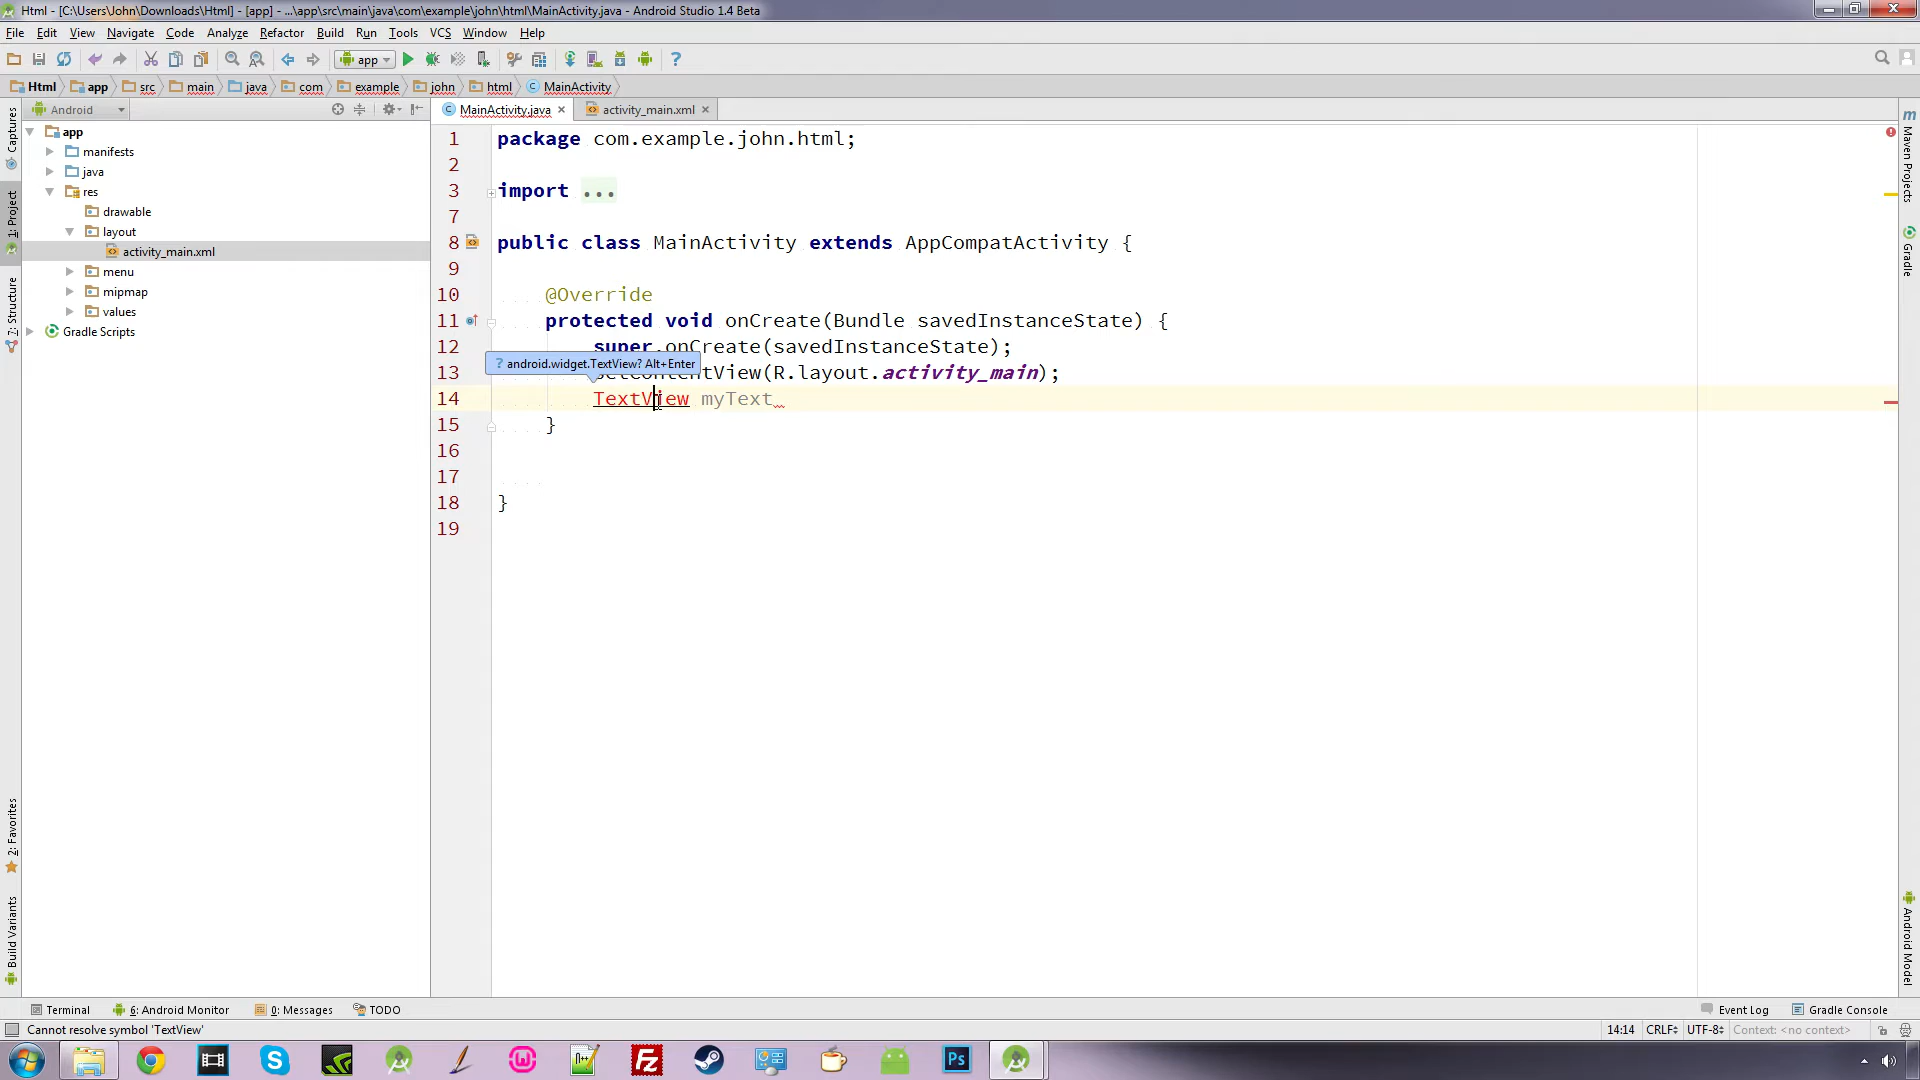 Html - [C:\Users\John\Downloads\Html] - [app] - ...\app\src\main\java\com\example\john\html\MainActivity.java - Android Studio 1.4 Beta
File Edit View Navigate Code Analyze Refactor Build Run Tools VCS Window Help
app
Html app src main java com example john html MainActivity
Android
MainActivity.java activity_main.xml
Captures
1: Project
7: Structure
2: Favorites
Build Variants
app
manifests
java
res
drawable
layout
activity_main.xml
menu
mipmap
values
Gradle Scripts
1 package com.example.john.html;
2
3 import ...
7
8 public class MainActivity extends AppCompatActivity {
9
10 @Override
11 protected void onCreate(Bundle savedInstanceState) {
12 super.onCreate(savedInstanceState);
? android.widget.TextView? Alt+Enter
13 setContentView(R.layout.activity_main);
14 TextView myText
15 }
16
17
18 }
19
Maven Projects
Gradle
Android Model
Terminal 6: Android Monitor 0: Messages TODO Event Log Gradle Console
Cannot resolve symbol 'TextView' 14:14 CRLF UTF-8 Context: <no context>
Ps